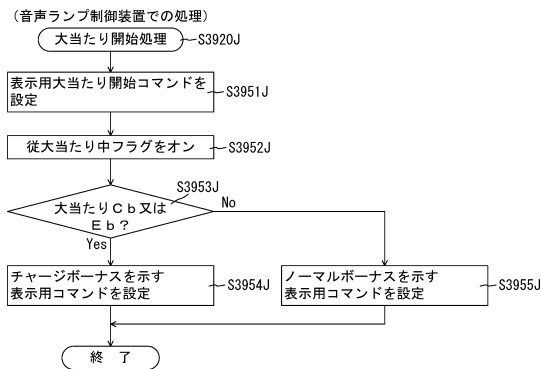 （音声ランプ制御装置での処理）
大当たり開始処理
S3920J
表示用大当たり開始コマンドを
設定
S3951J
従大当たり中フラグをオン
S3952J
S3953J
大当たりＣｂ又は
Ｅｂ？
No
Yes
チャージボーナスを示す
表示用コマンドを設定
S3954J
ノーマルボーナスを示す
表示用コマンドを設定
S3955J
終　了